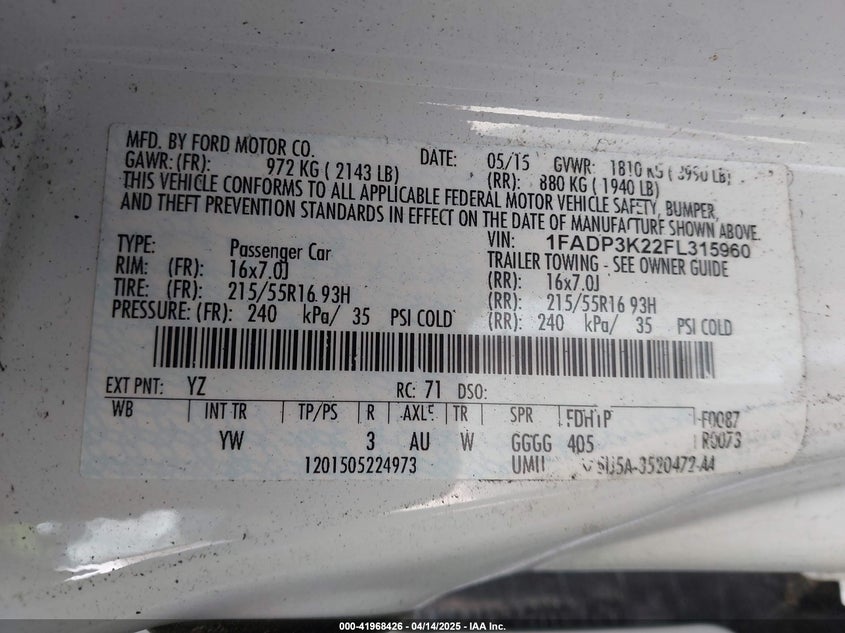 MFD. BY FORD MOTOR CO. DATE: 05/15 GVWR: 1810 KG
GAWR: (FR): 972 KG ( 2143 LB) (RR): 880 KG ( 1940 LB)
THIS VEHICLE CONFORMS TO ALL APPLICABLE FEDERAL MOTOR VEHICLE SAFETY, BUMPER,
AND THEFT PREVENTION STANDARDS IN EFFECT ON THE DATE OF MANUFACTURE SHOWN ABOVE.
VIN: 1FADP3K22FL315960
TYPE: Passenger Car TRAILER TOWING - SEE OWNER GUIDE
RIM: (FR): 16x7.0J (RR): 16x7.0J
TIRE: (FR): 215/55R16 93H (RR): 215/55R16 93H
PRESSURE: (FR): 240 kPa/ 35 PSI COLD (RR): 240 kPa/ 35 PSI COLD
EXT PNT: YZ RC: 71 DSO:
WB INT TR TP/PS R AXLE TR SPR F0087
YW 3 AU W GGGG 405 R0073
1201505224973
000-41968426 - 04/14/2025 - IAA Inc.